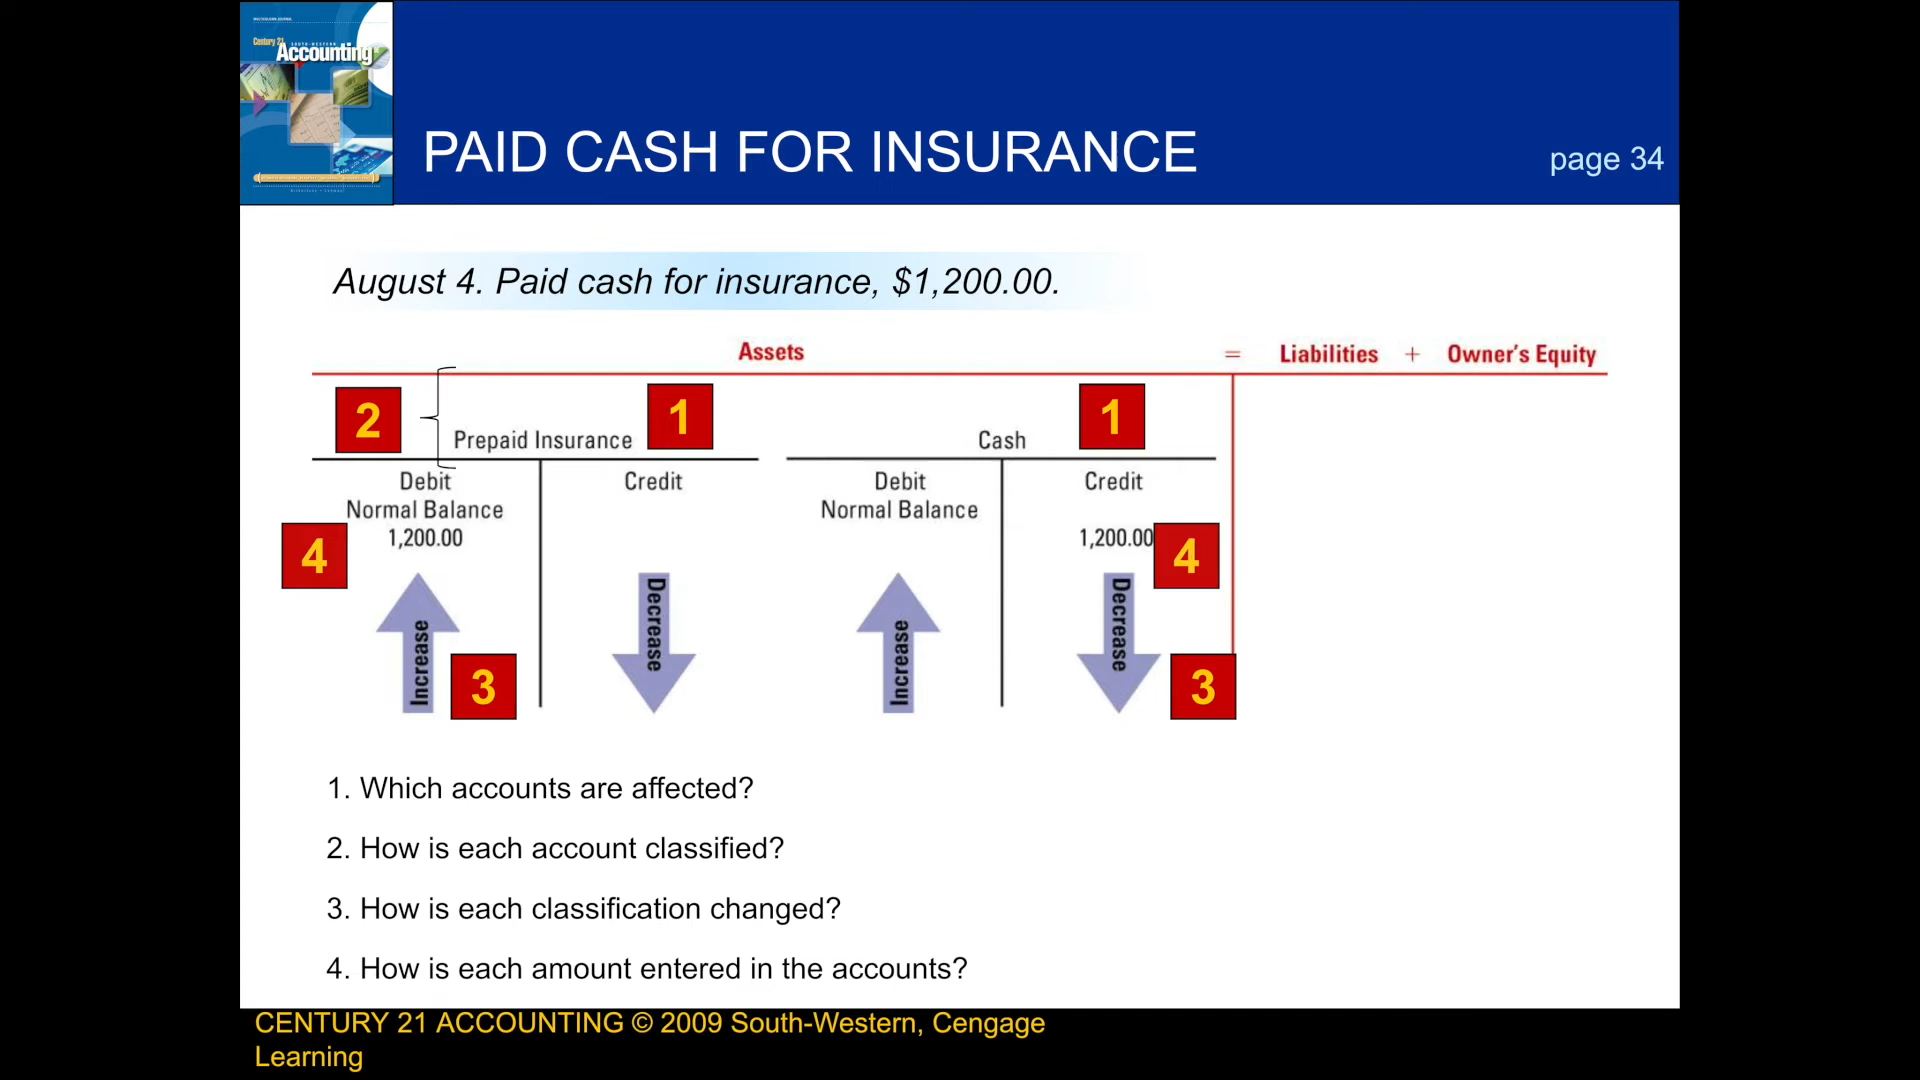 Century 21
SOUTH-WESTERN
Accounting
PAID CASH FOR INSURANCE
page 34
August 4. Paid cash for insurance, $1,200.00.
Assets = Liabilities + Owner's Equity
2 Prepaid Insurance 1 Cash 1
Debit Credit Debit Credit
Normal Balance Normal Balance
1,200.00 1,200.00
4 4
Increase Decrease Increase Decrease
3 3
1. Which accounts are affected?
2. How is each account classified?
3. How is each classification changed?
4. How is each amount entered in the accounts?
CENTURY 21 ACCOUNTING © 2009 South-Western, Cengage
Learning